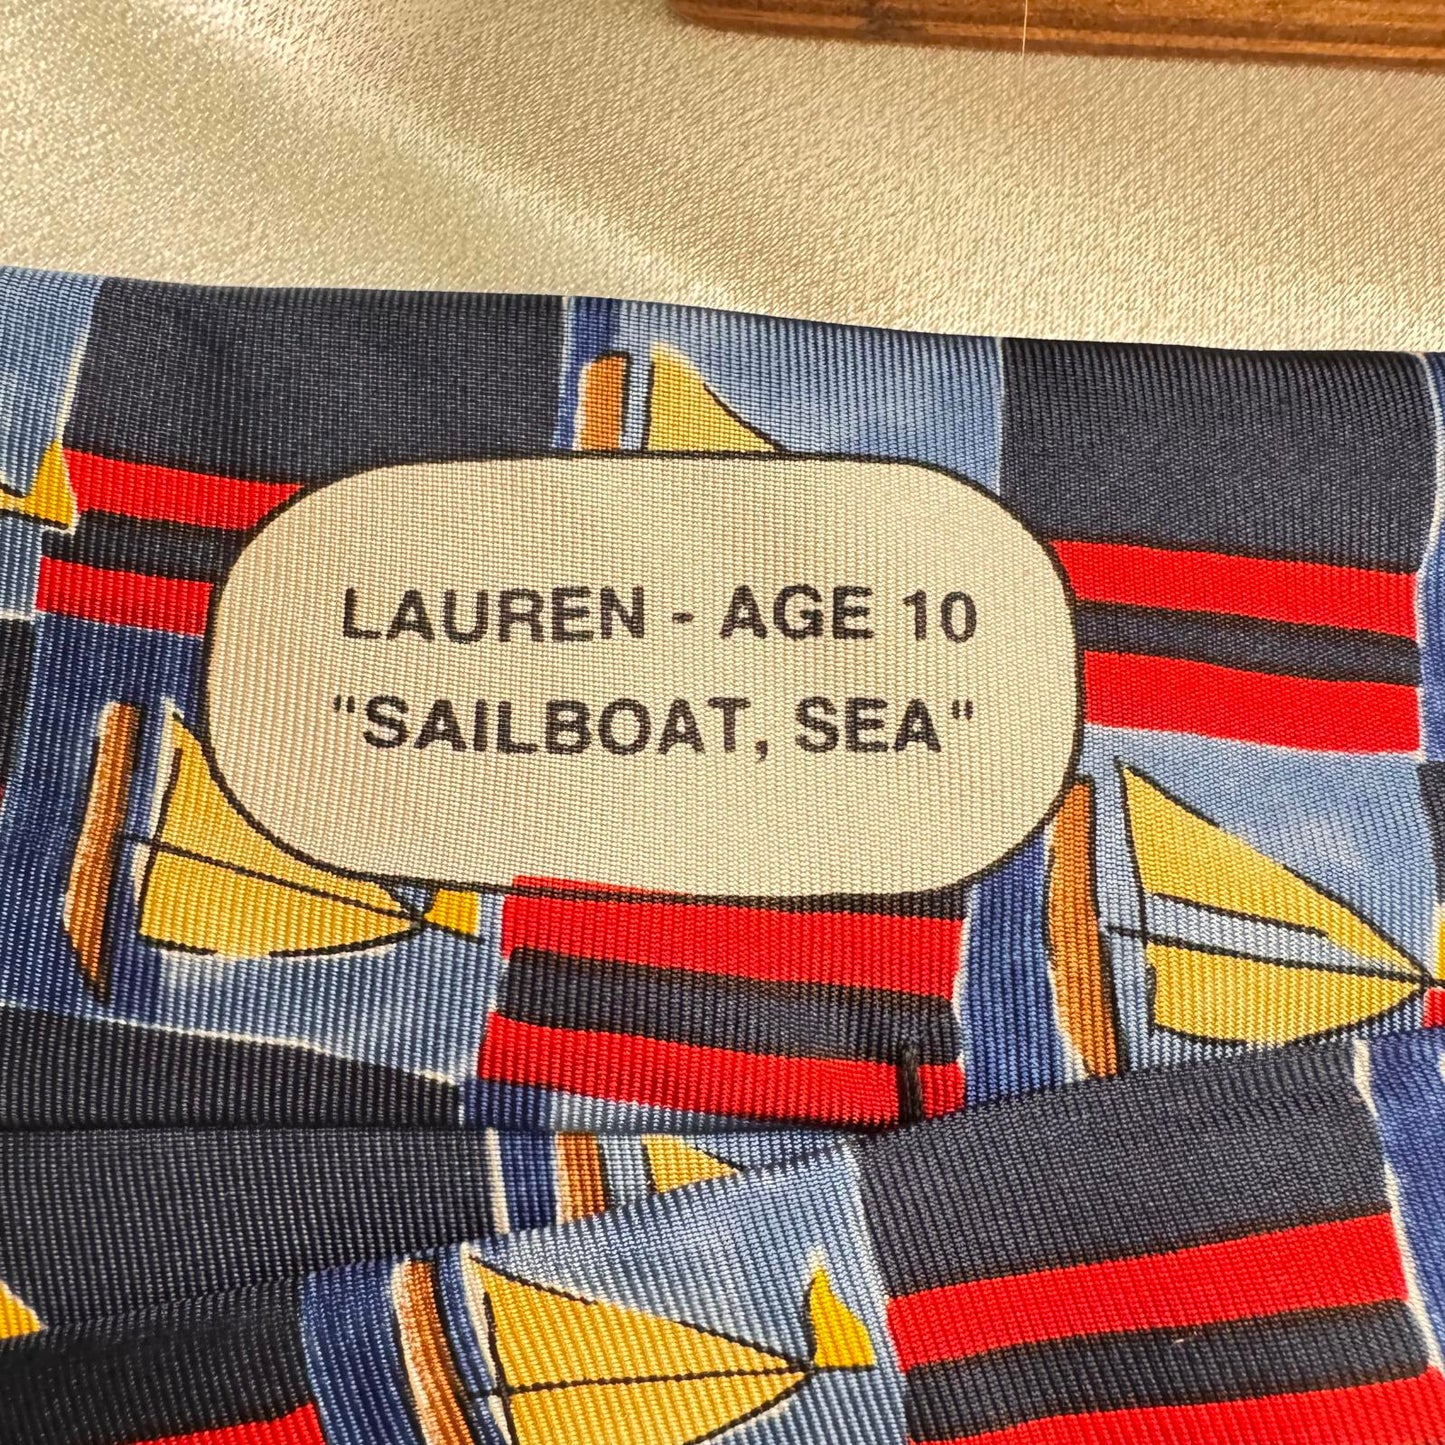 LAUREN - AGE 10
"SAILBOAT, SEA"